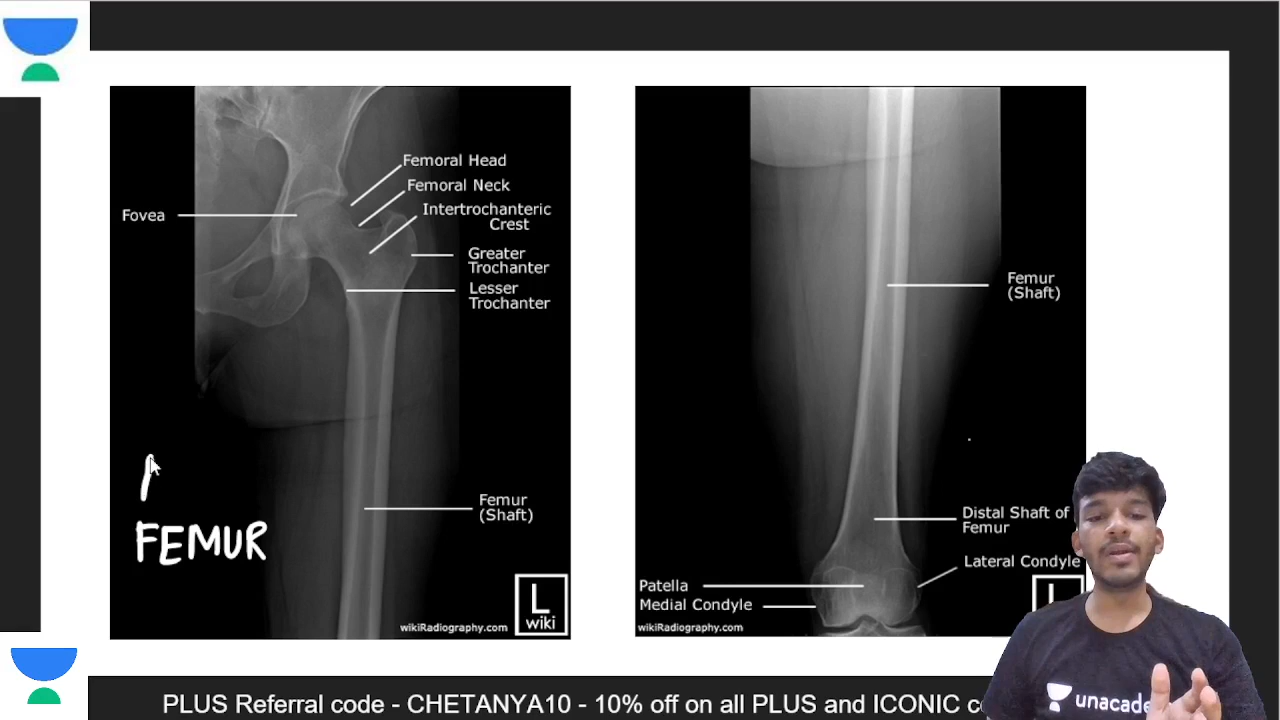 Femoral Head
Femoral Neck
Intertrochanteric
Crest
Fovea
Greater
Trochanter
Lesser
Trochanter
Femur
(Shaft)
FEMUR
L
wiki
wikiRadiography.com
Femur
(Shaft)
Distal Shaft of
Femur
Lateral Condyle
Patella
Medial Condyle
wikiRadiography.com
PLUS Referral code - CHETANYA10 - 10% off on all PLUS and ICONIC
unacade